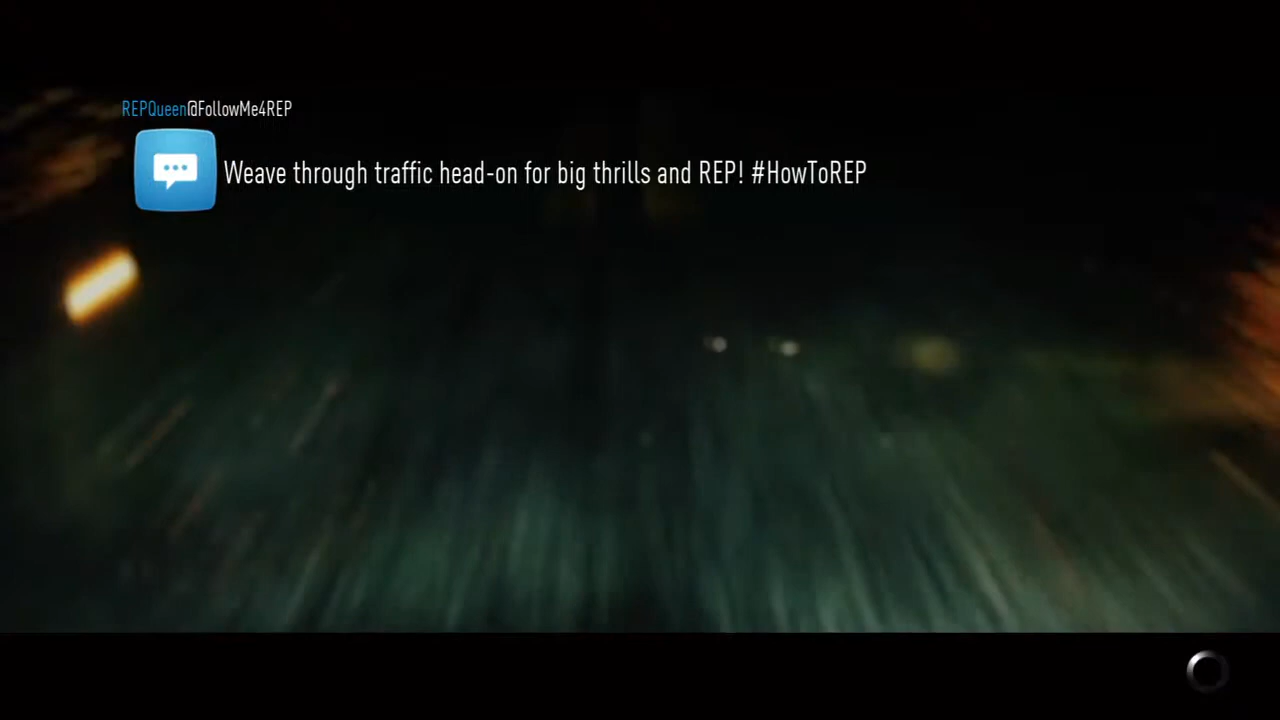 REPQueen@FollowMe4REP
Weave through traffic head-on for big thrills and REP! #HowToREP